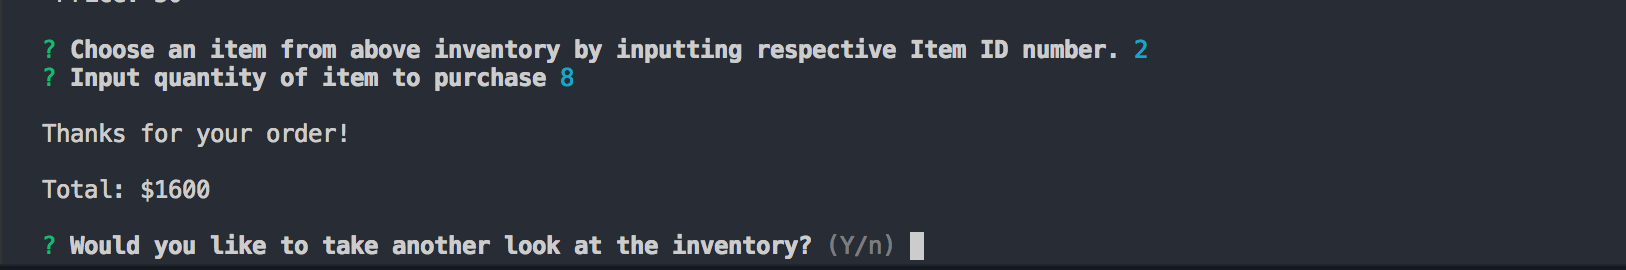 ? Choose an item from above inventory by inputting respective Item ID number. 2
? Input quantity of item to purchase 8
Thanks for your order!
Total: $1600
? Would you like to take another look at the inventory? (Y/n)